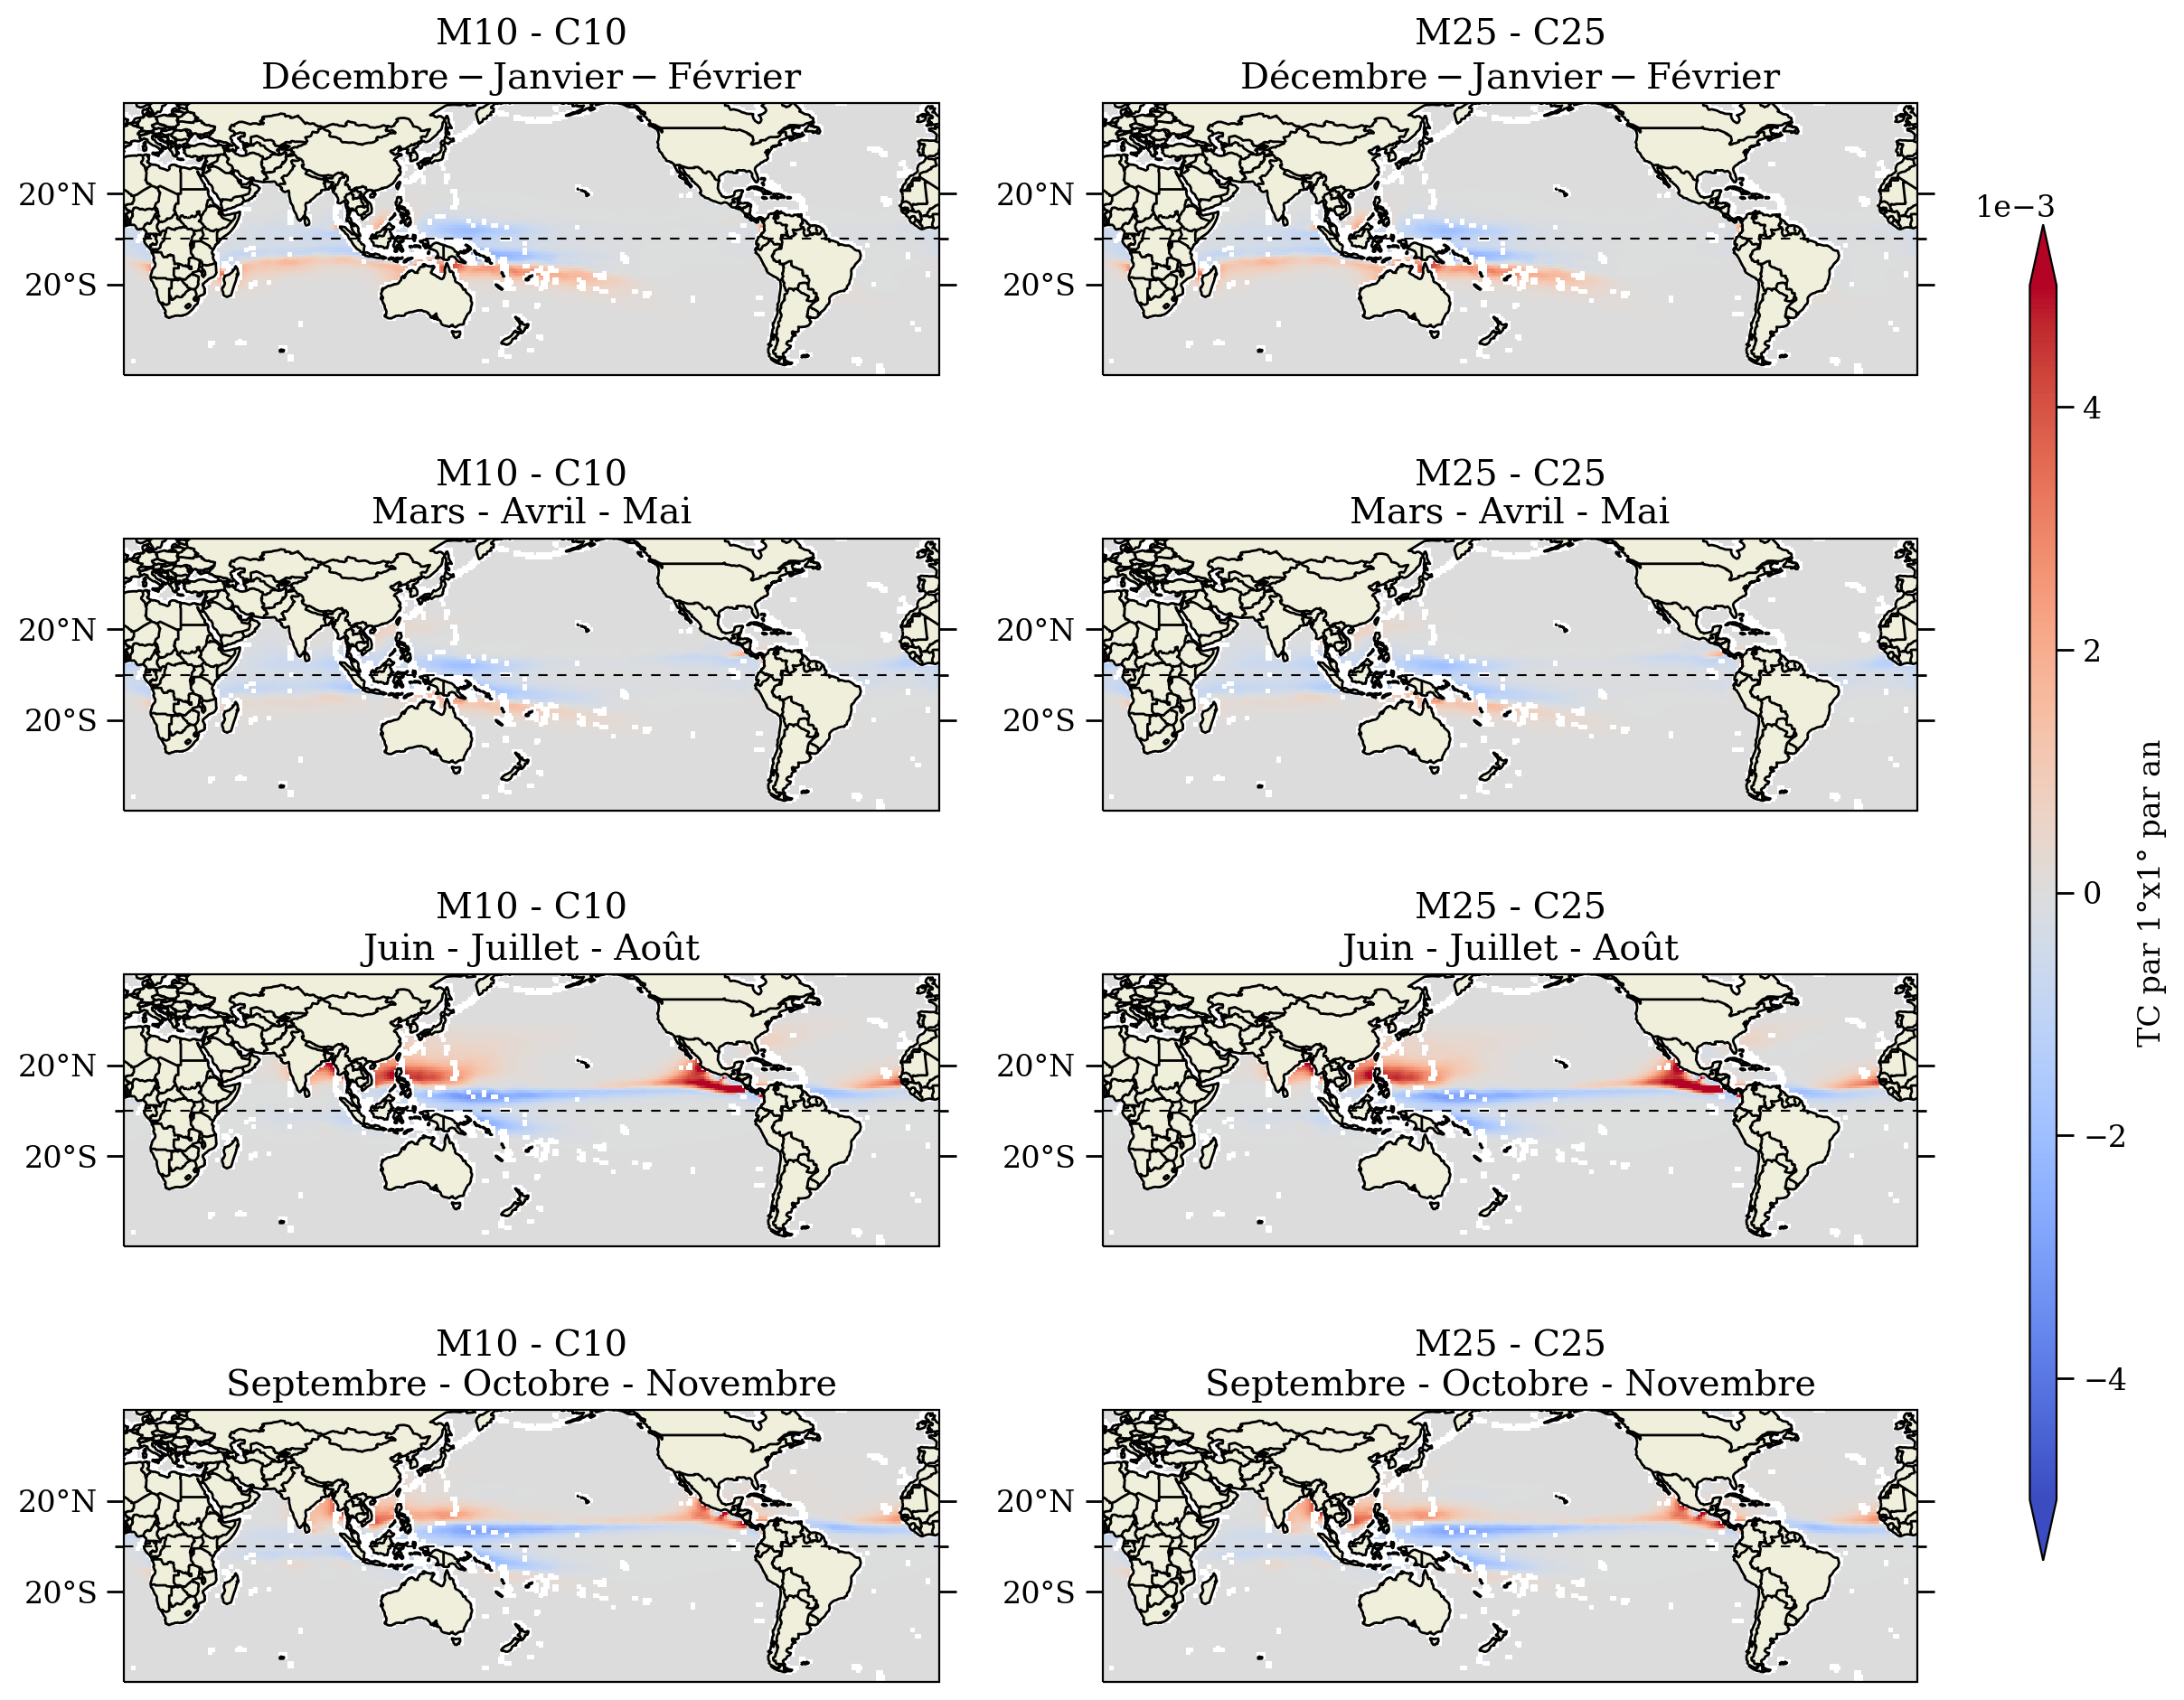 M10 - C10
Décembre − Janvier − Février
20°N
20°S
M25 - C25
Décembre − Janvier − Février
20°N
20°S
M10 - C10
Mars - Avril - Mai
20°N
20°S
M25 - C25
Mars - Avril - Mai
20°N
20°S
M10 - C10
Juin - Juillet - Août
20°N
20°S
M25 - C25
Juin - Juillet - Août
20°N
20°S
M10 - C10
Septembre - Octobre - Novembre
20°N
20°S
M25 - C25
Septembre - Octobre - Novembre
20°N
20°S
1e−3
4
2
0
−2
−4
TC par 1°x1° par an